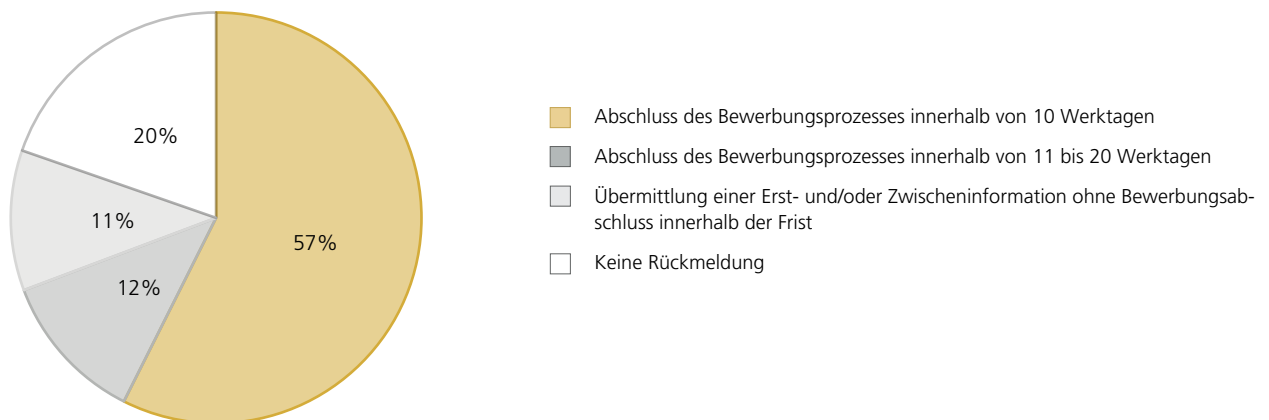 20%
11%
12%
57%
Abschluss des Bewerbungsprozesses innerhalb von 10 Werktagen
Abschluss des Bewerbungsprozesses innerhalb von 11 bis 20 Werktagen
Übermittlung einer Erst- und/oder Zwischeninformation ohne Bewerbungsab-
schluss innerhalb der Frist
Keine Rückmeldung